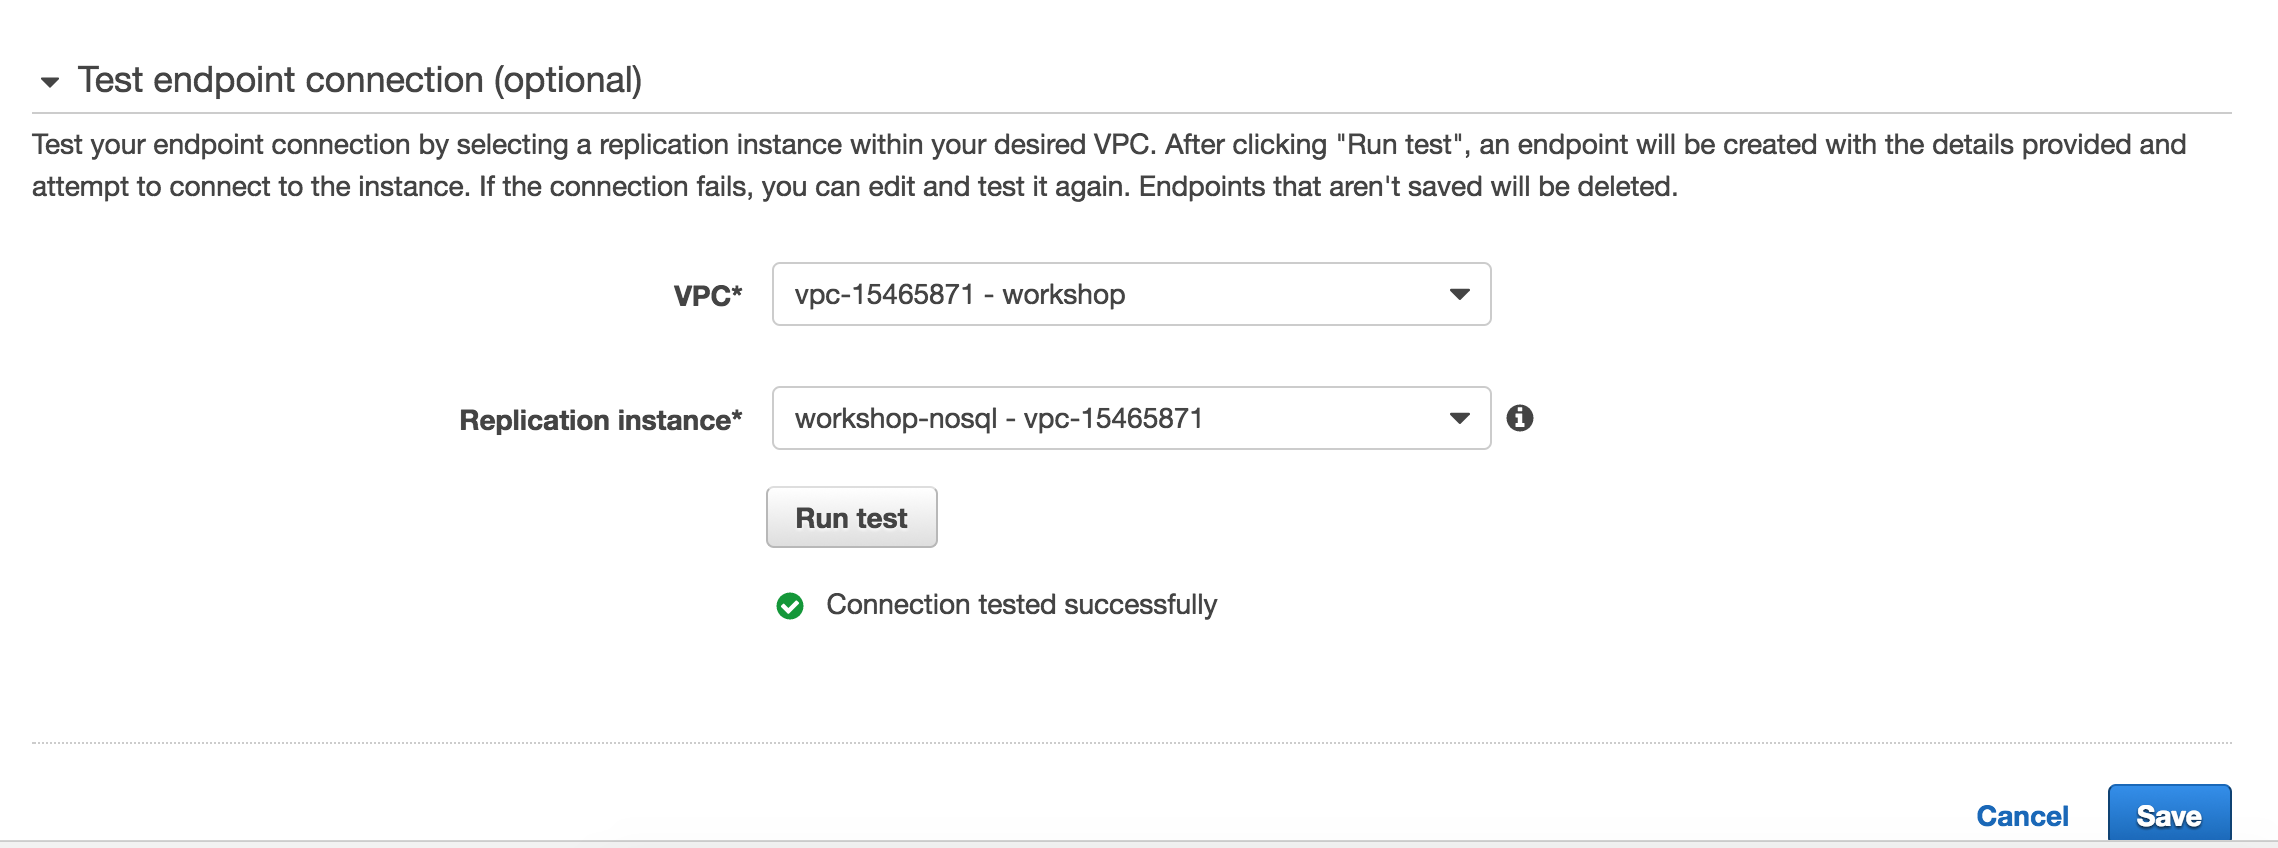 Test endpoint connection (optional)
Test your endpoint connection by selecting a replication instance within your desired VPC. After clicking "Run test", an endpoint will be created with the details provided and
attempt to connect to the instance. If the connection fails, you can edit and test it again. Endpoints that aren't saved will be deleted.
VPC* vpc-15465871 - workshop
Replication instance* workshop-nosql - vpc-15465871
Run test
Connection tested successfully
Cancel Save